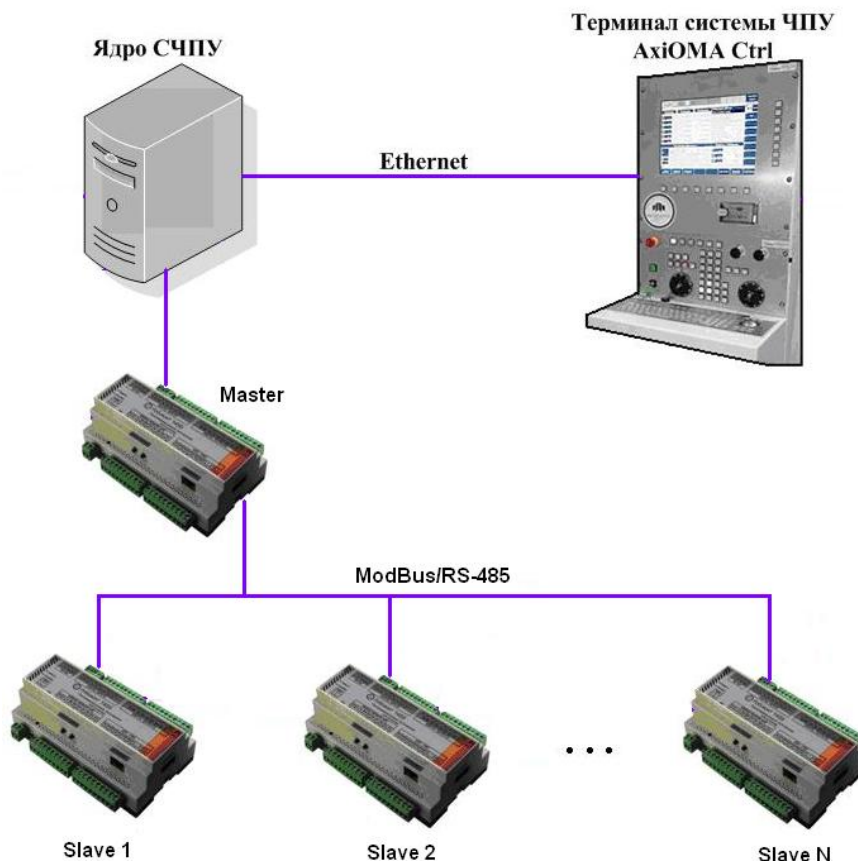 Ядро СЧПУ
Терминал системы ЧПУ
AxiOMA Ctrl
Ethernet
Master
ModBus/RS-485
Slave 1
Slave 2
. . .
Slave N